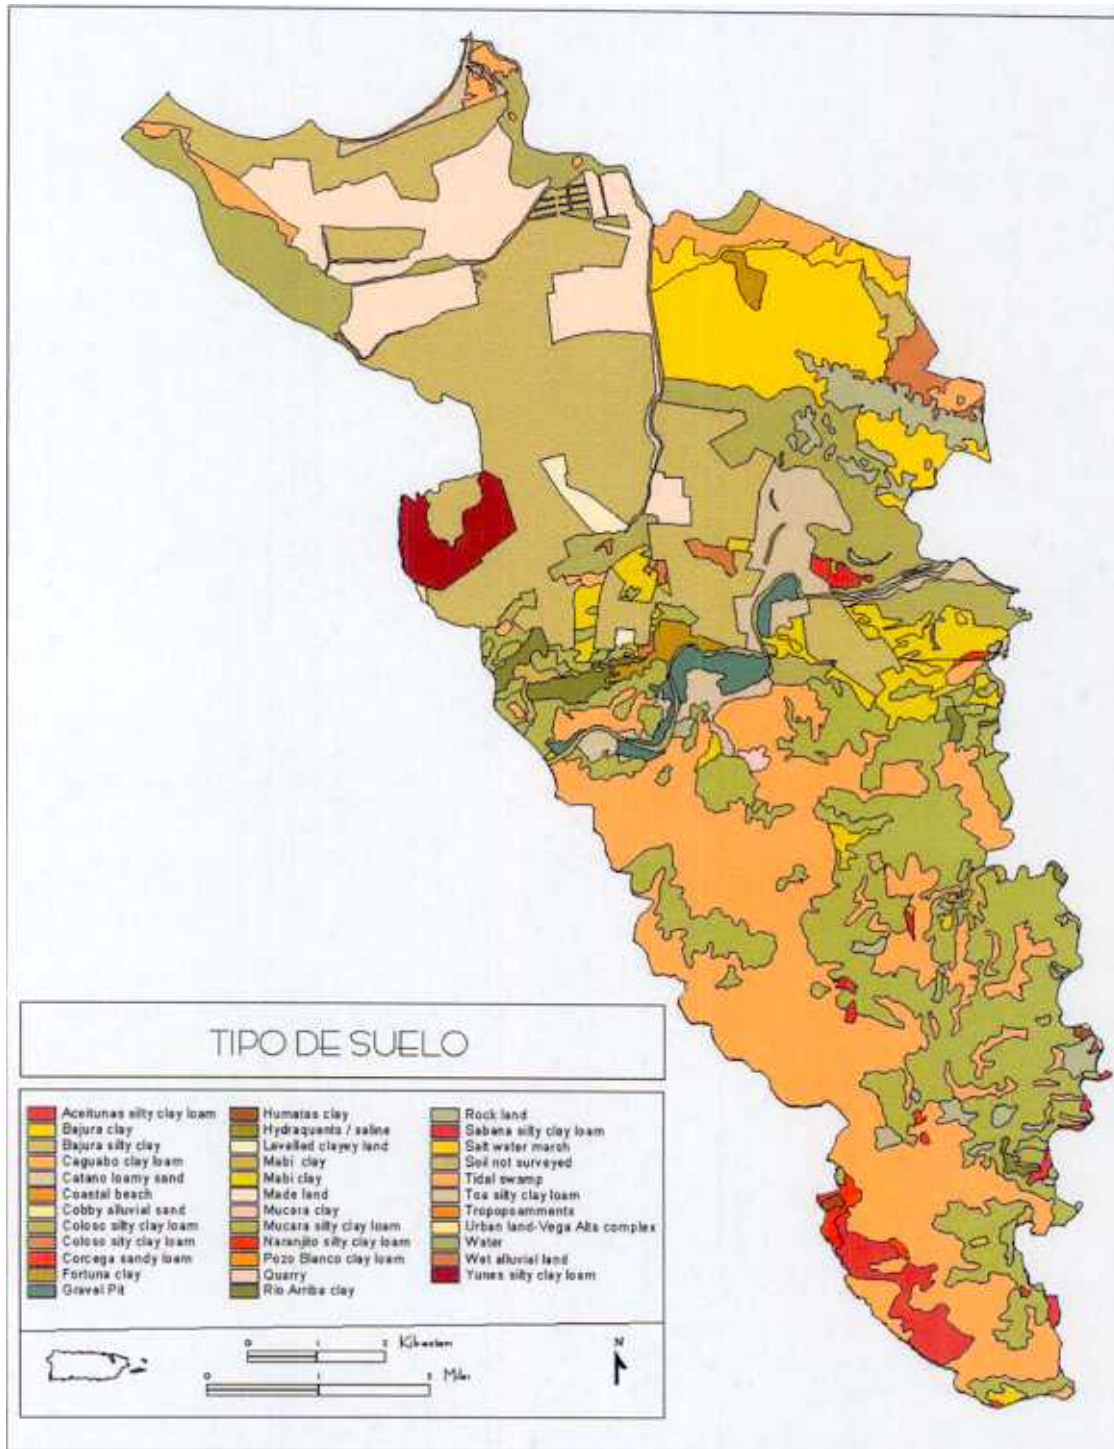 TIPO DE SUELO
Aceitunas silty clay loam
Bajura clay
Bajura silty clay
Caguabo clay loam
Catano loamy sand
Coastal beach
Cobby alluvial sand
Coloso silty clay loam
Coloso silty clay loam
Corcega sandy loam
Fortuna clay
Gravel Pit
Humatas clay
Hydraquents / saline
Levelled clayey land
Mabi clay
Mabi clay
Made land
Mucara clay
Mucara silty clay loam
Naranjito silty clay loam
Pozo Blanco clay loam
Quarry
Rio Arriba clay
Rock land
Sabana silty clay loam
Salt water marsh
Soil not surveyed
Tidal swamp
Toa silty clay loam
Tropopsamments
Urban land-Vega Alta complex
Water
Wet alluvial land
Yunes silty clay loam
0 1 2
0 1
Miles
N